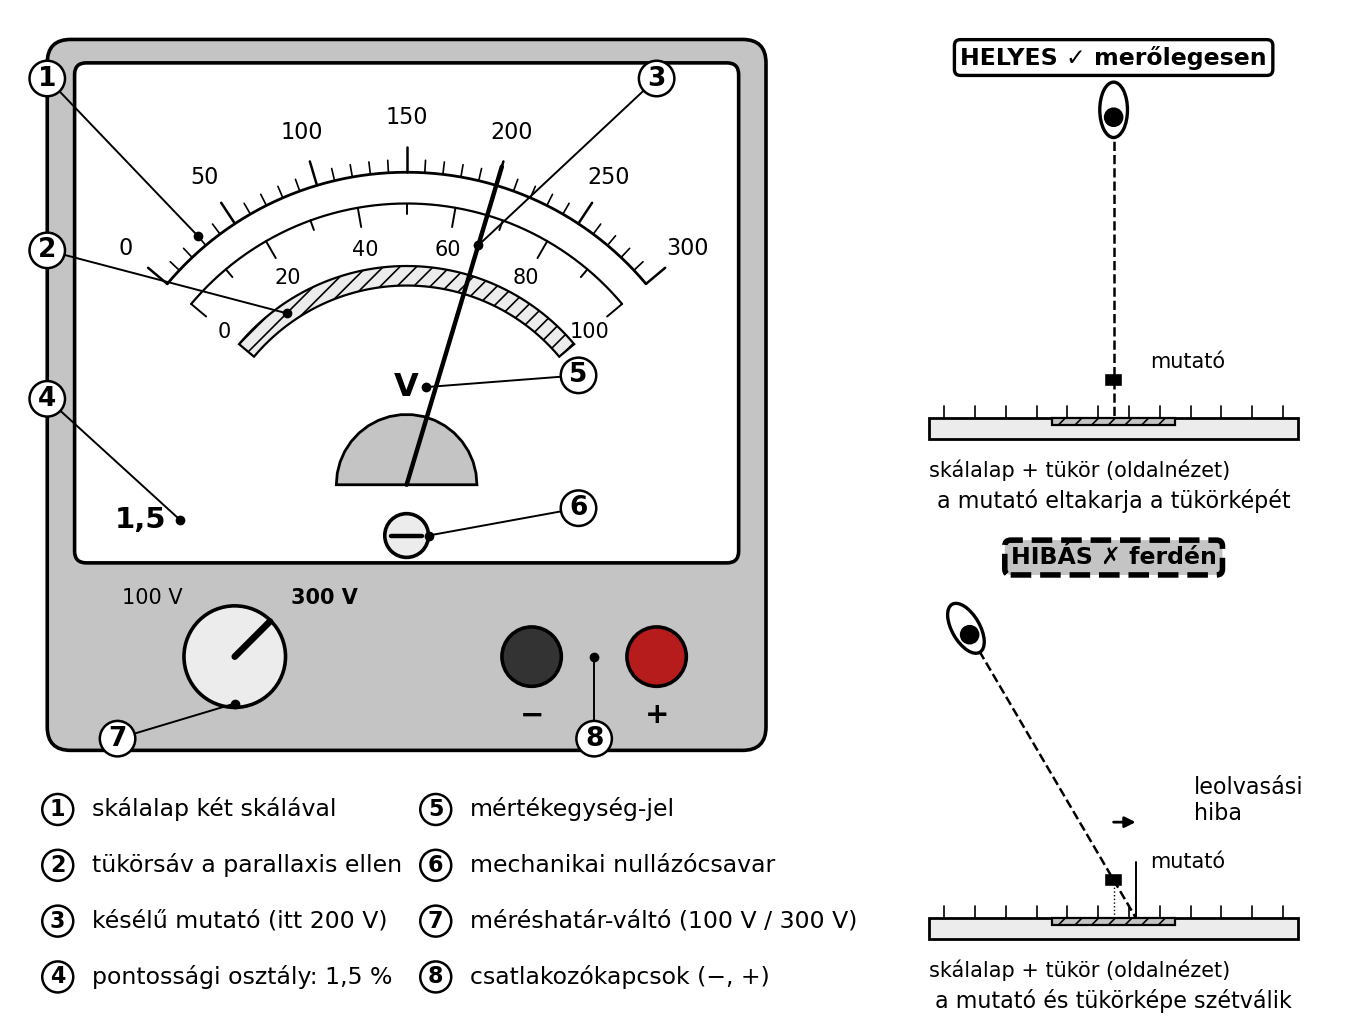 1
3
HELYES ✓ merőlegesen
150
100
200
50
250
2
0
300
40
60
20
80
0
100
mutató
V
5
4
skálalap + tükör (oldalnézet)
a mutató eltakarja a tükörképét
1,5
6
HIBÁS ✗ ferdén
100 V
300 V
− +
7
8
leolvasási
hiba
mutató
skálalap + tükör (oldalnézet)
a mutató és tükörképe szétválik
1 skálalap két skálával
2 tükörsáv a parallaxis ellen
3 késélű mutató (itt 200 V)
4 pontossági osztály: 1,5 %
5 mértékegység-jel
6 mechanikai nullázócsavar
7 méréshatár-váltó (100 V / 300 V)
8 csatlakozókapcsok (−, +)